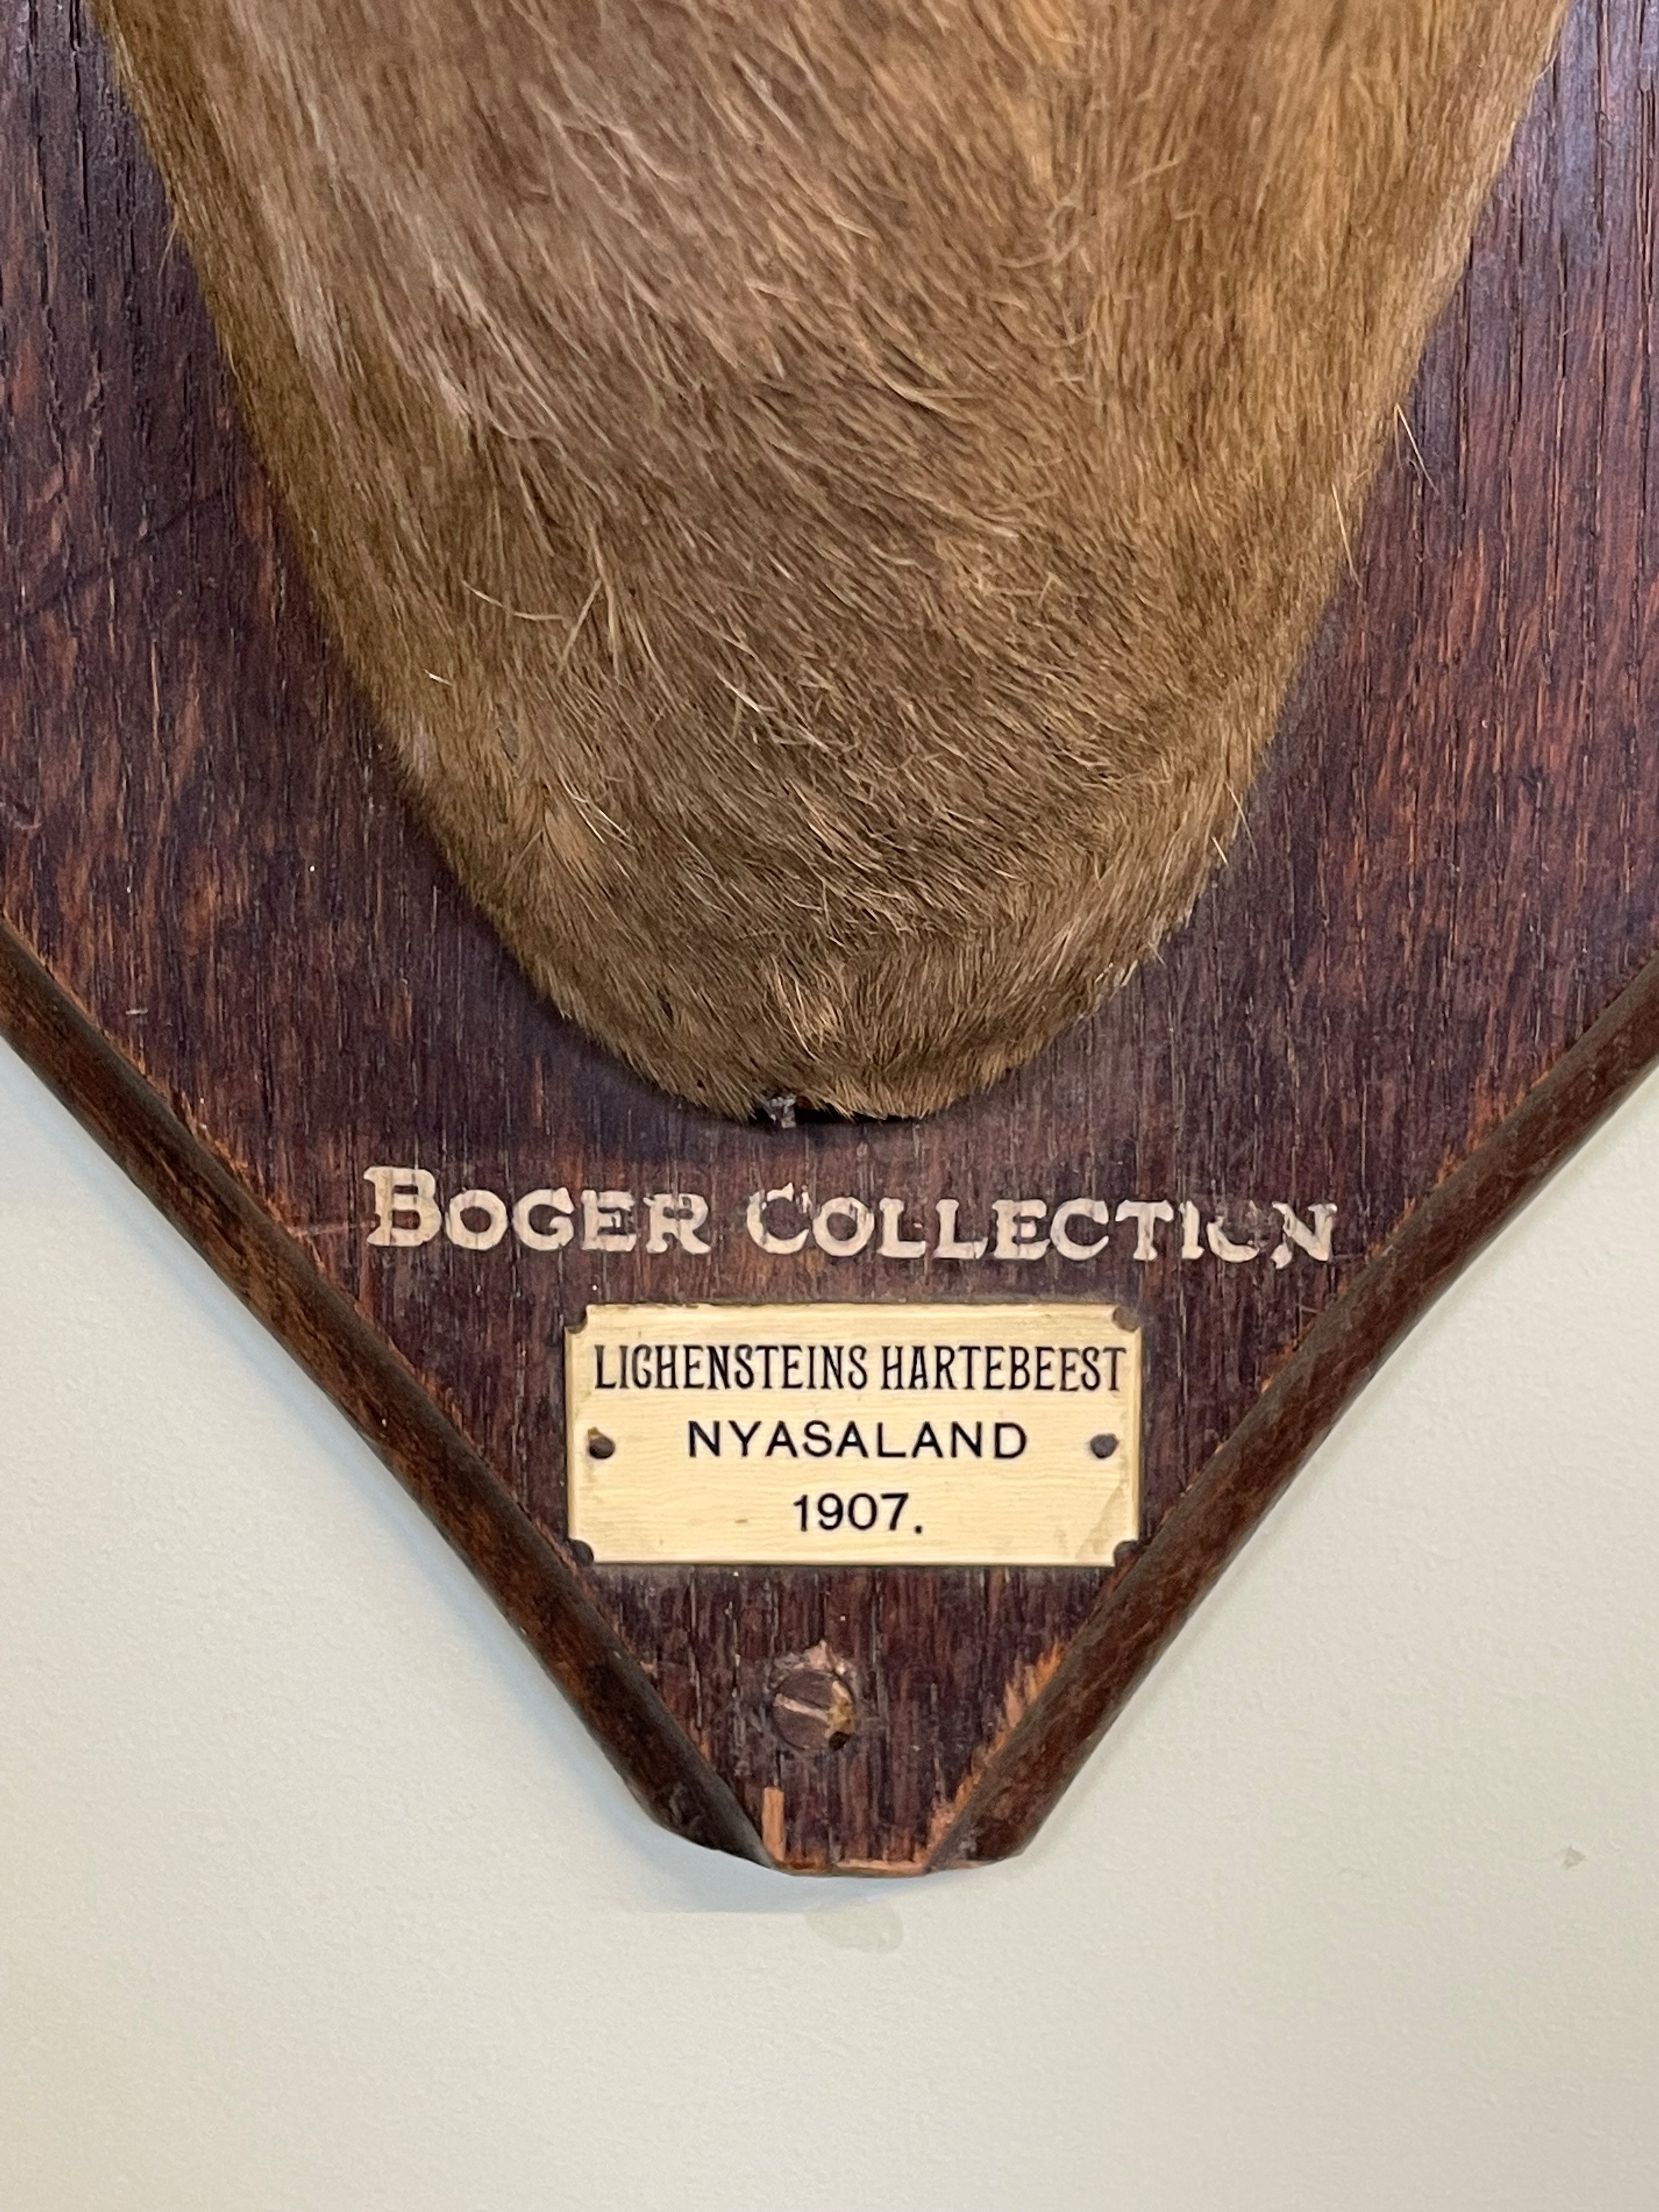 BOGER COLLECTION
LICHENSTEINS HARTEBEEST
NYASALAND
1907.